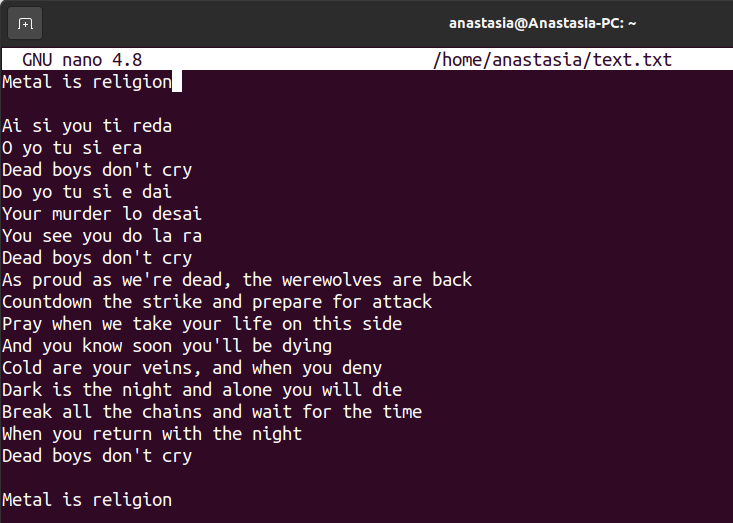 anastasia@Anastasia-PC: ~
GNU nano 4.8 /home/anastasia/text.txt
Metal is religion

Ai si you ti reda
O yo tu si era
Dead boys don't cry
Do yo tu si e dai
Your murder lo desai
You see you do la ra
Dead boys don't cry
As proud as we're dead, the werewolves are back
Countdown the strike and prepare for attack
Pray when we take your life on this side
And you know soon you'll be dying
Cold are your veins, and when you deny
Dark is the night and alone you will die
Break all the chains and wait for the time
When you return with the night
Dead boys don't cry

Metal is religion